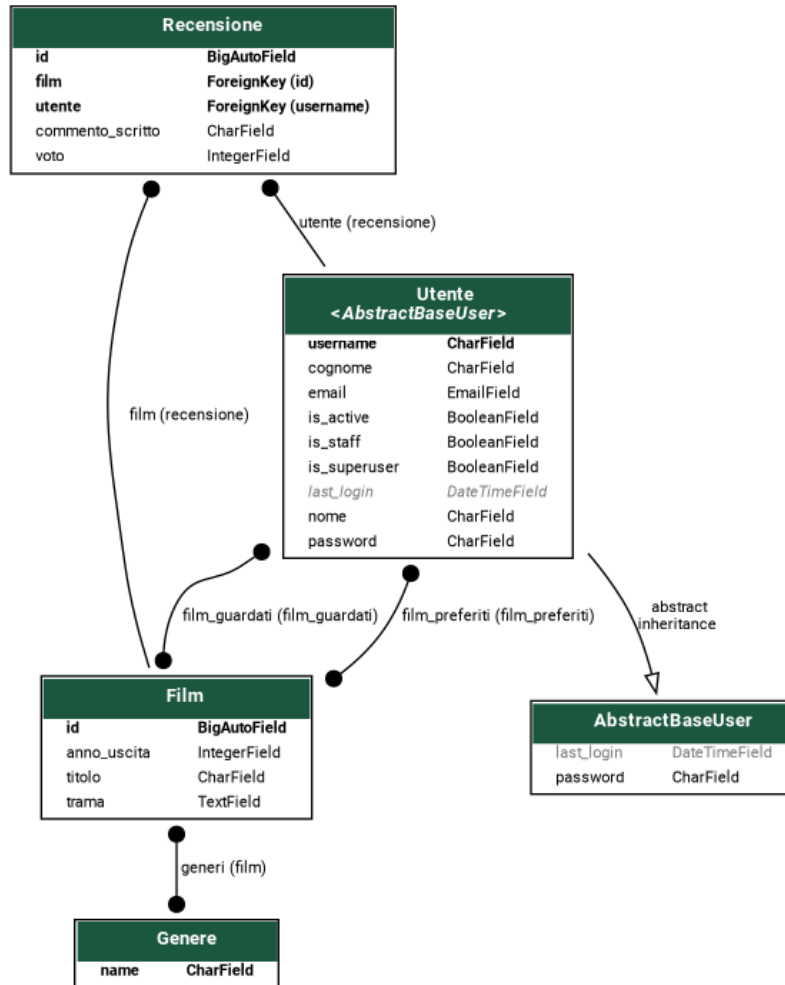 Recensione
id BigAutoField
film ForeignKey (id)
utente ForeignKey (username)
commento_scritto CharField
voto IntegerField
utente (recensione)
Utente
<AbstractBaseUser>
username CharField
cognome CharField
email EmailField
is_active BooleanField
is_staff BooleanField
is_superuser BooleanField
last_login DateTimeField
nome CharField
password CharField
film (recensione)
film_guardati (film_guardati)
film_preferiti (film_preferiti)
abstract
inheritance
Film
id BigAutoField
anno_uscita IntegerField
titolo CharField
trama TextField
AbstractBaseUser
last_login DateTimeField
password CharField
generi (film)
Genere
name CharField